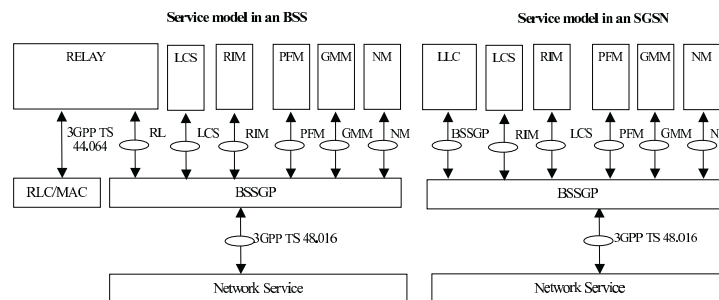 Service model in an BSS
Service model in an SGSN
RELAY
LCS
RIM
PFM
GMM
NM
LLC
LCS
RIM
PFM
GMM
NM
3GPP TS
44.064
RL
LCS
RIM
PFM
GMM
NM
BSSGP
RIM
LCS
PFM
GMM
N
RLC/MAC
BSSGP
BSSGP
3GPP TS 48.016
3GPP TS 48.016
Network Service
Network Service